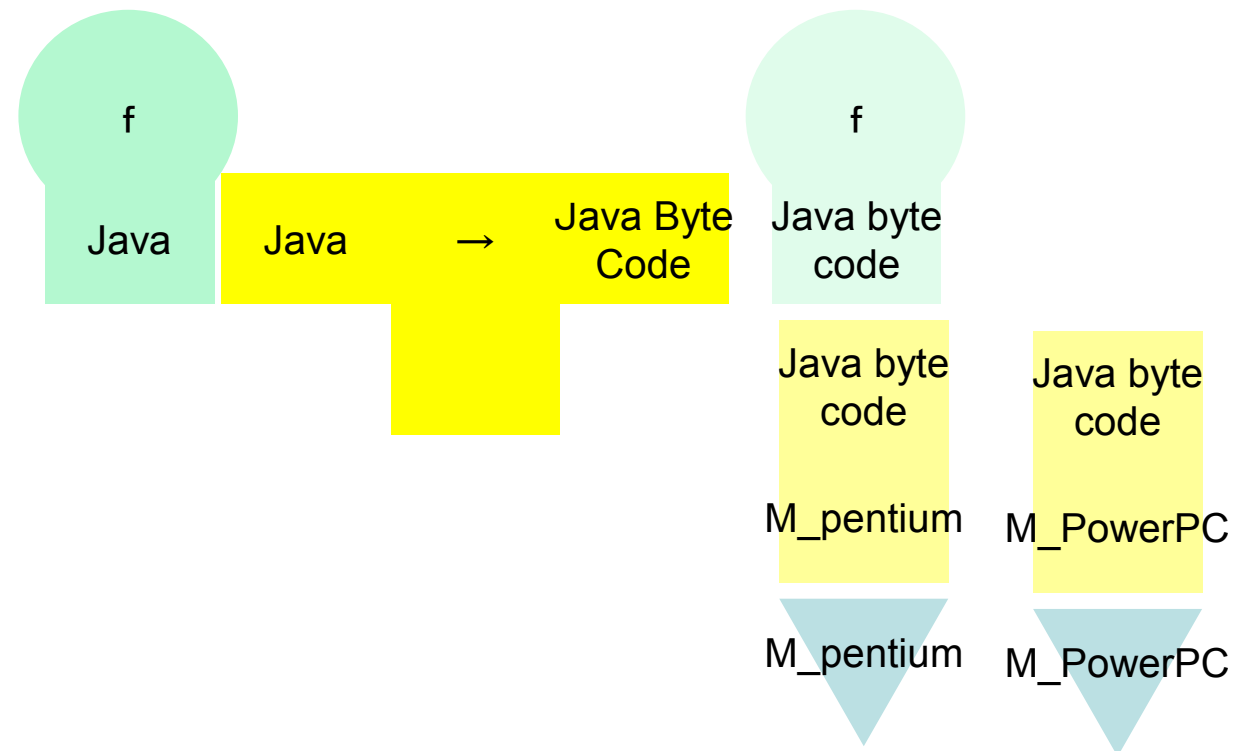 f
f
Java
Java
→
Java Byte
Code
Java byte
code
Java byte
code
Java byte
code
M_pentium
M_PowerPC
M_pentium
M_PowerPC